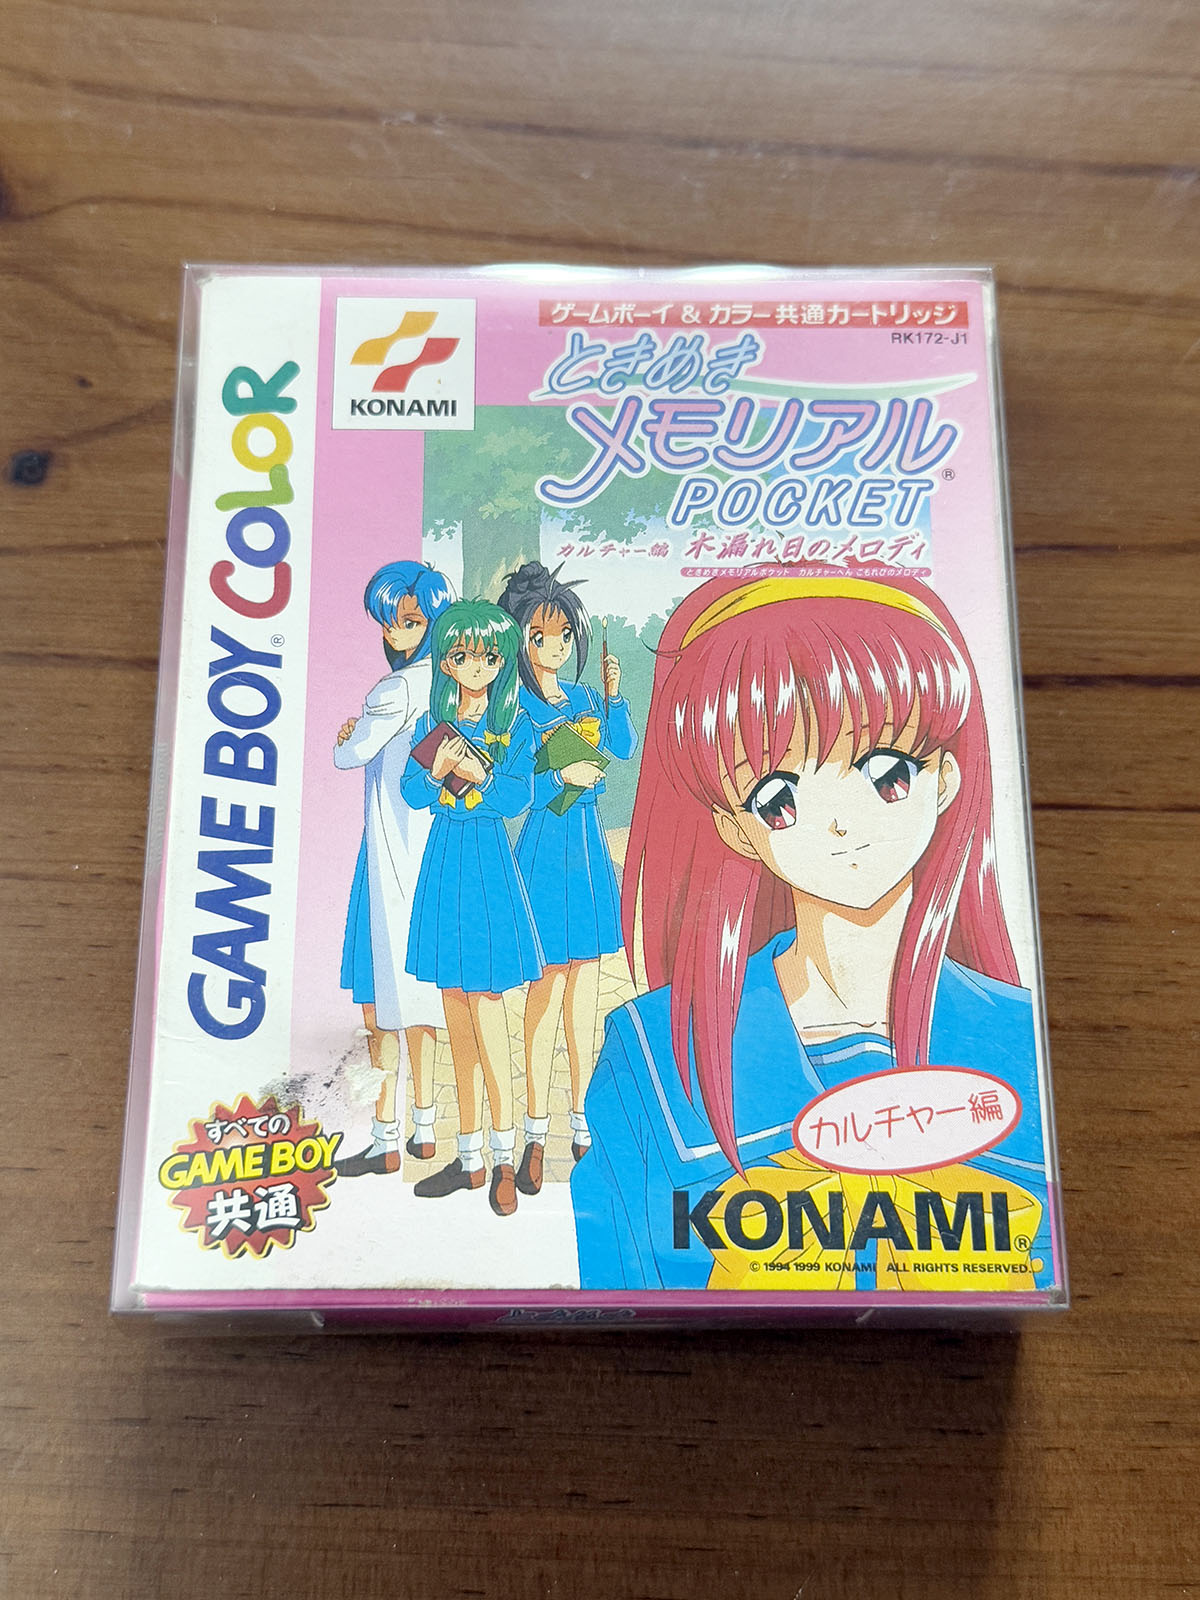 ゲームボーイ & カラー共通カートリッジ
RK172-J1
KONAMI
ときめき
メモリアル®
POCKET
カルチャー編 木漏れ日のメロディ
ときめきメモリアルポケット カルチャーへん こもれびのメロディ
GAME BOY® COLOR
カルチャー編
すべての
GAME BOY
共通
KONAMI®
© 1994 1999 KONAMI ALL RIGHTS RESERVED.
ときめき